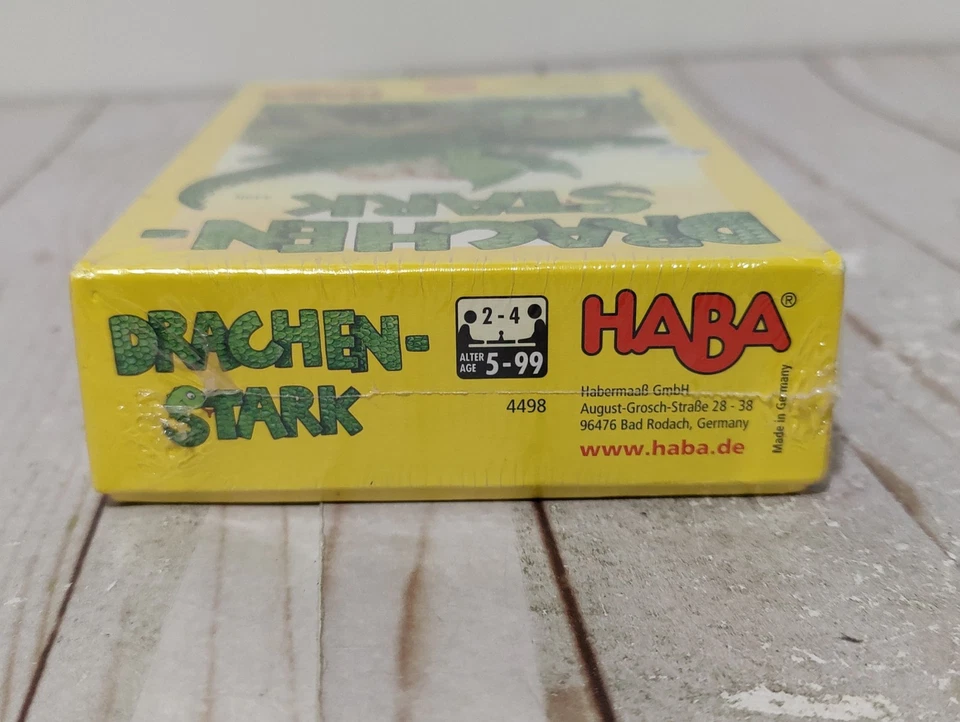 DRACHEN-
STARK
DRACHEN-
STARK
2 - 4
ALTER
AGE 5-99
4498
HABA®
Habermaaß GmbH
August-Grosch-Straße 28 - 38
96476 Bad Rodach, Germany
www.haba.de
Made in Germany